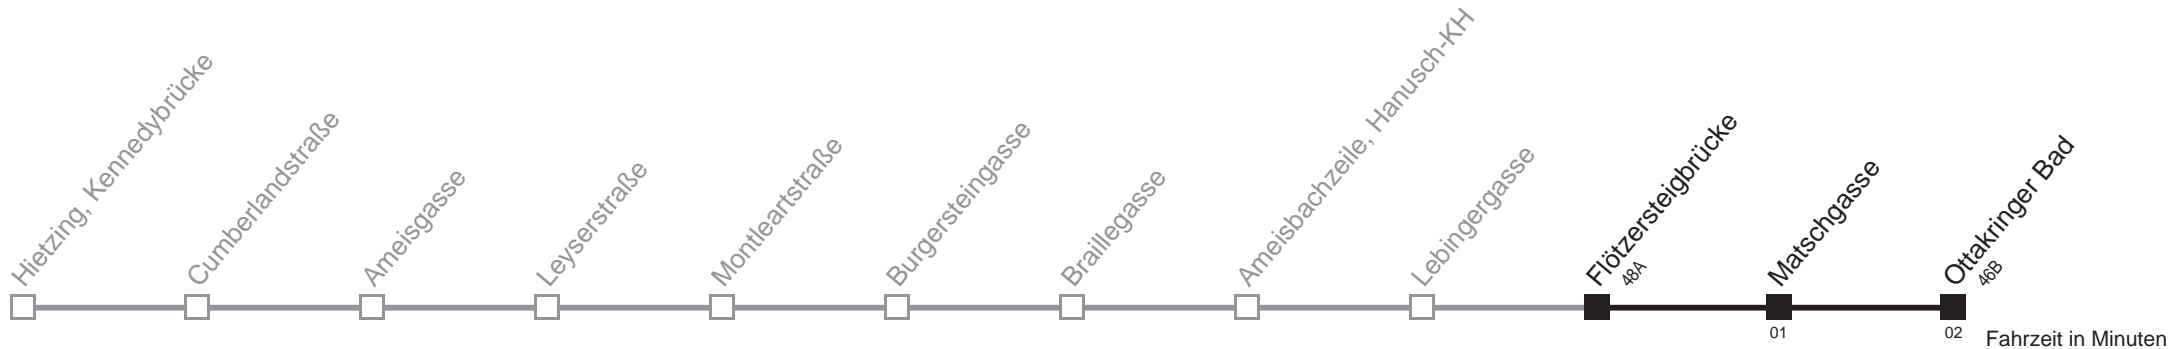 Hietzing, Kennedybrücke
Cumberlandstraße
Ameisgasse
Leyserstraße
Montleartstraße
Burgersteingasse
Braillegasse
Ameisbachzeile, Hanusch-KH
Lebingergasse
Flötzersteigbrücke
48A
Matschgasse
Ottakringer Bad
46B
01
02
Fahrzeit in Minuten